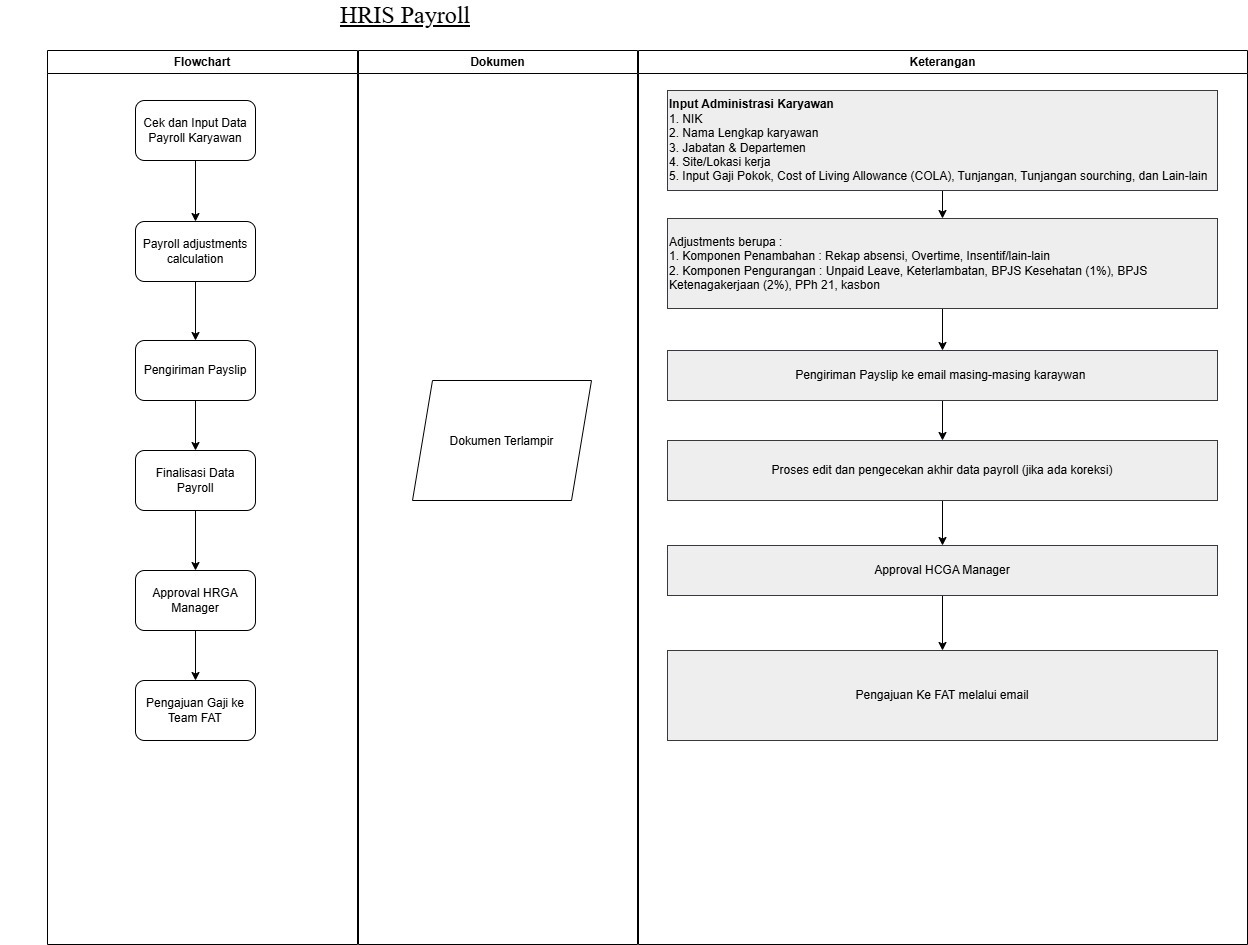 HRIS Payroll
Flowchart
Dokumen
Keterangan
Cek dan Input Data
Payroll Karyawan
Payroll adjustments
calculation
Pengiriman Payslip
Finalisasi Data
Payroll
Approval HRGA
Manager
Pengajuan Gaji ke
Team FAT
Dokumen Terlampir
Input Administrasi Karyawan
1. NIK
2. Nama Lengkap karyawan
3. Jabatan & Departemen
4. Site/Lokasi kerja
5. Input Gaji Pokok, Cost of Living Allowance (COLA), Tunjangan, Tunjangan sourching, dan Lain-lain
Adjustments berupa :
1. Komponen Penambahan : Rekap absensi, Overtime, Insentif/lain-lain
2. Komponen Pengurangan : Unpaid Leave, Keterlambatan, BPJS Kesehatan (1%), BPJS
Ketenagakerjaan (2%), PPh 21, kasbon
Pengiriman Payslip ke email masing-masing karaywan
Proses edit dan pengecekan akhir data payroll (jika ada koreksi)
Approval HCGA Manager
Pengajuan Ke FAT melalui email